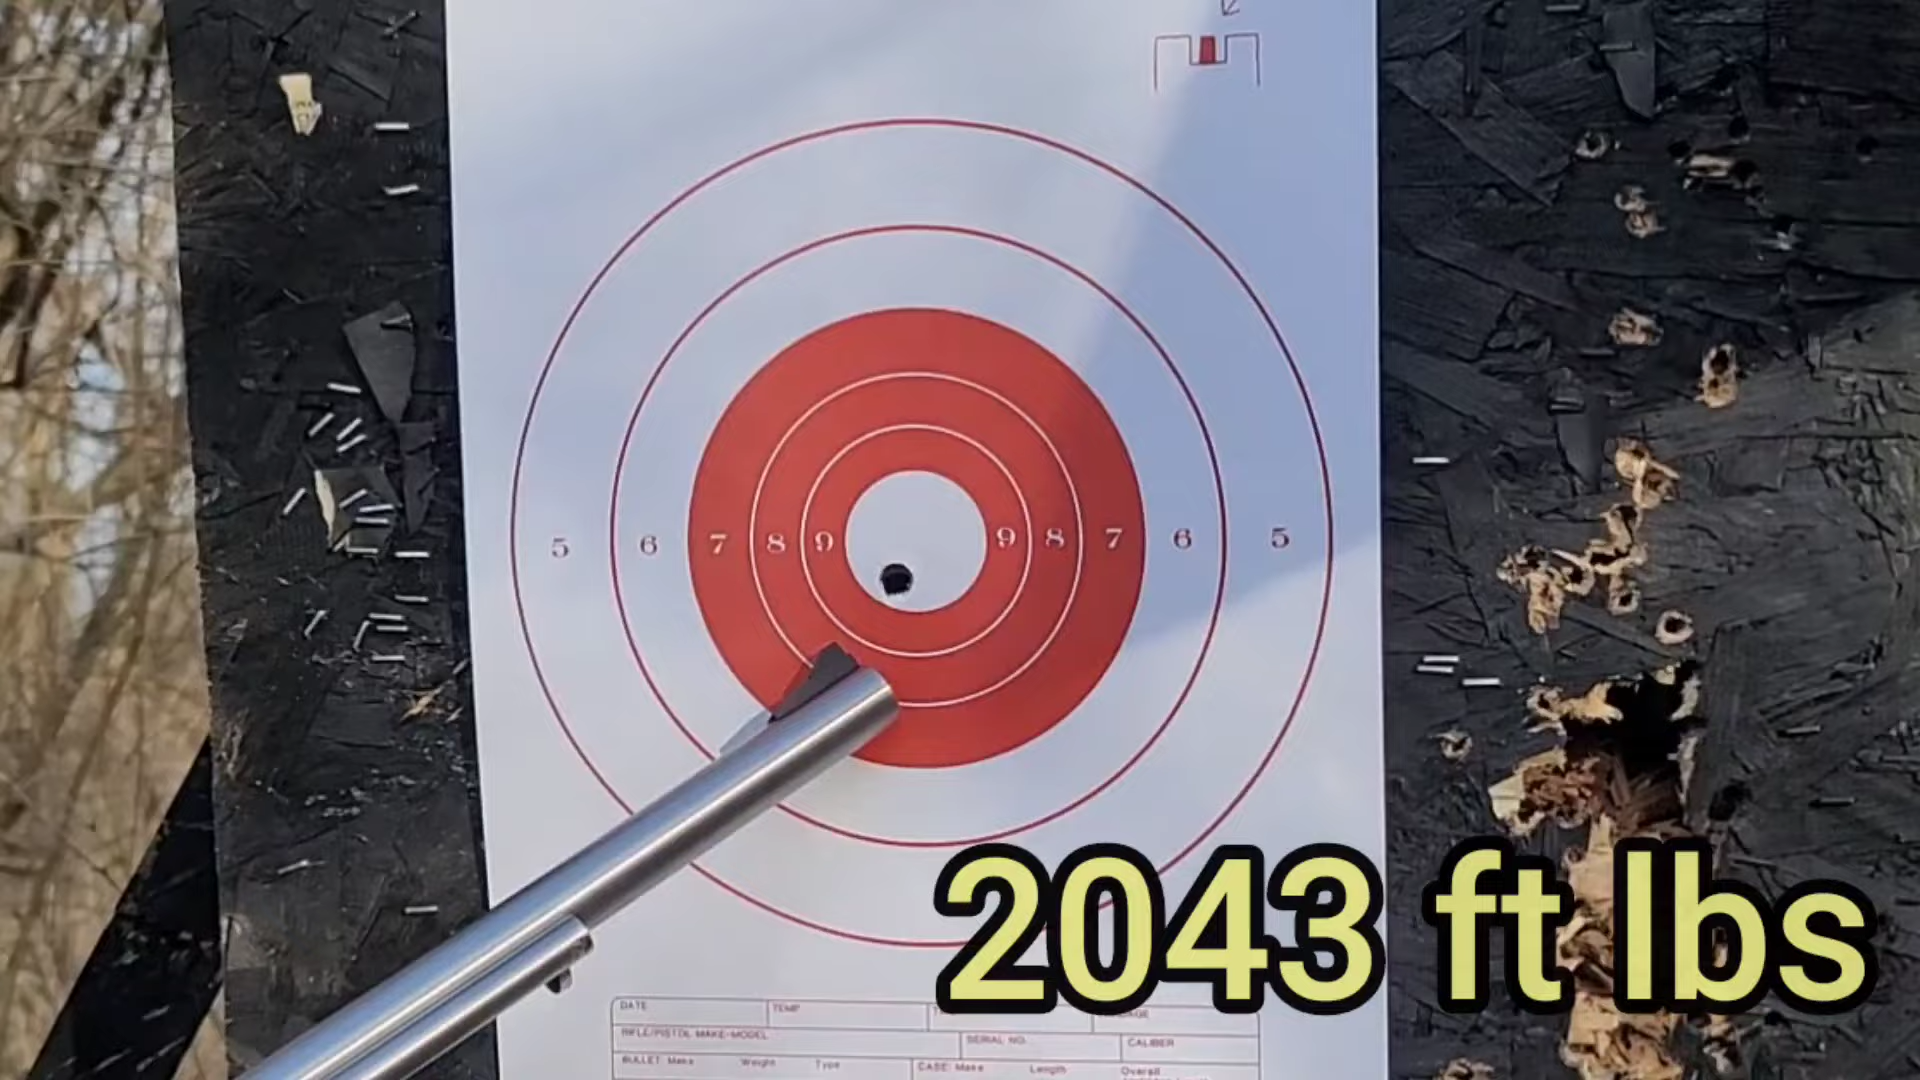 5 6 7 8 9 9 8 7 6 5
2043 ft lbs
DATE TEMP
RIFLE/PISTOL MAKE-MODEL SERIAL NO. CALIBER
BULLET: Make Weight Type CASE: Make Length Overall